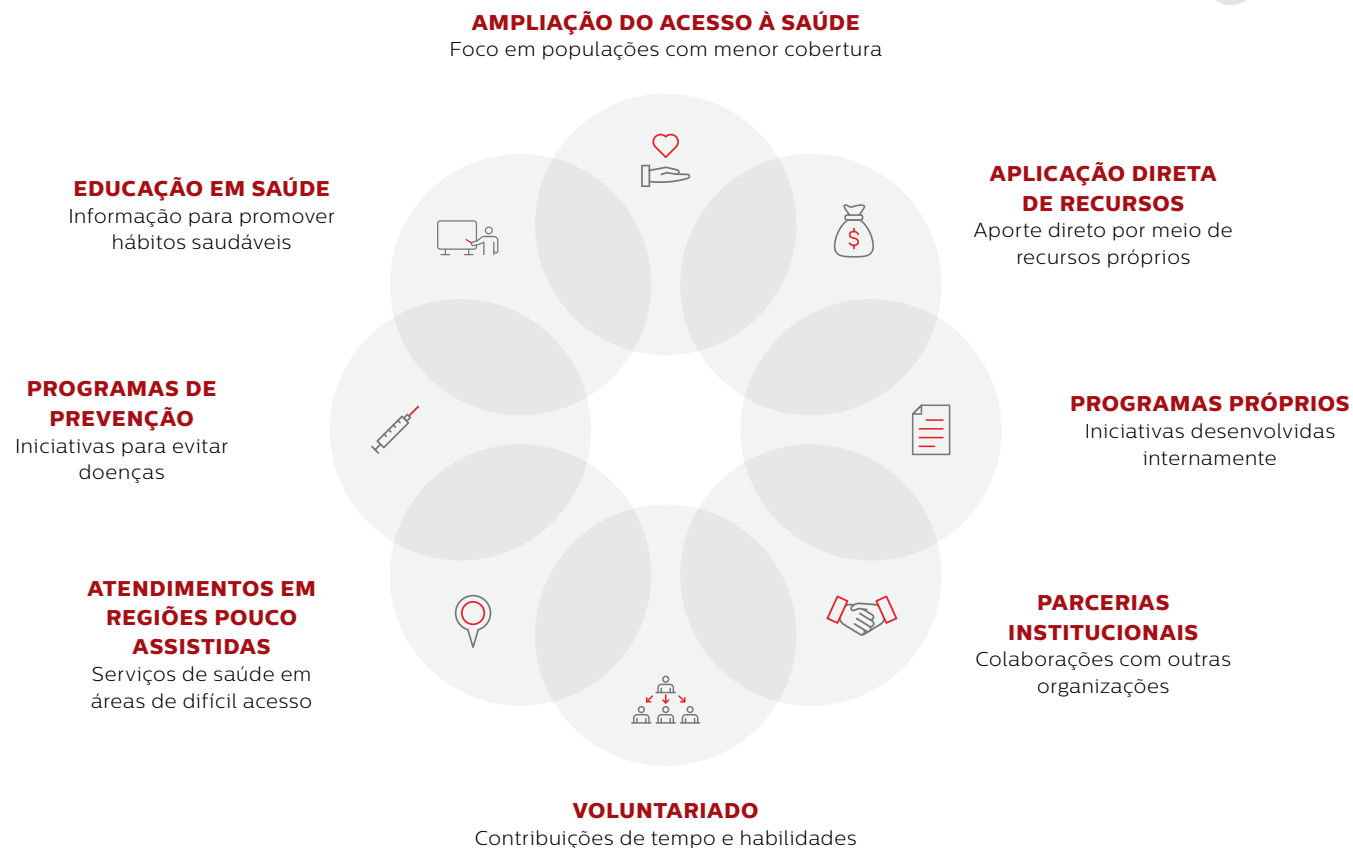 AMPLIAÇÃO DO ACESSO À SAÚDE
Foco em populações com menor cobertura
APLICAÇÃO DIRETA
DE RECURSOS
Aporte direto por meio de
recursos próprios
$
PROGRAMAS PRÓPRIOS
Iniciativas desenvolvidas
internamente
PARCERIAS
INSTITUCIONAIS
Colaborações com outras
organizações
VOLUNTARIADO
Contribuições de tempo e habilidades
ATENDIMENTOS EM
REGIÕES POUCO
ASSISTIDAS
Serviços de saúde em
áreas de difícil acesso
PROGRAMAS DE
PREVENÇÃO
Iniciativas para evitar
doenças
EDUCAÇÃO EM SAÚDE
Informação para promover
hábitos saudáveis